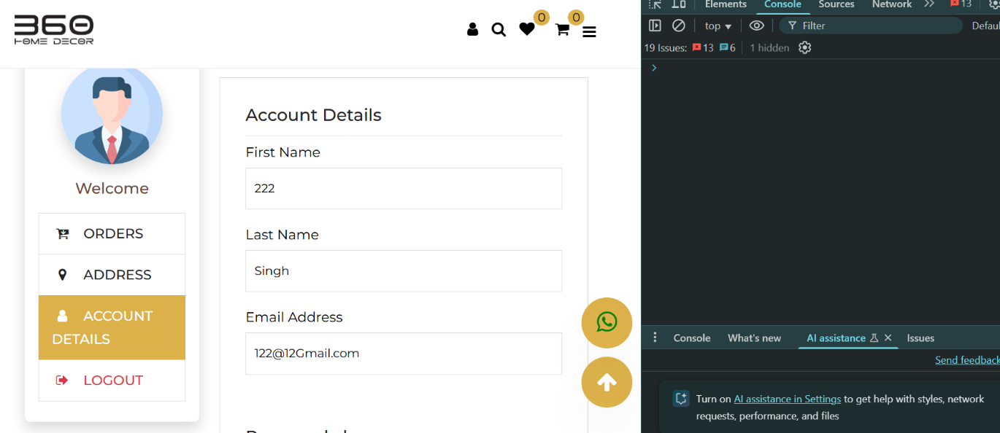 360
HOME DECOR
0
0
Welcome
ORDERS
ADDRESS
ACCOUNT
DETAILS
LOGOUT
Account Details
First Name
222
Last Name
Singh
Email Address
122@12Gmail.com
Elements Console Sources Network 13
top Filter
19 Issues: 13 6 1 hidden
Console What's new AI assistance Issues
Send feedback
Turn on AI assistance in Settings to get help with styles, network
requests, performance, and files